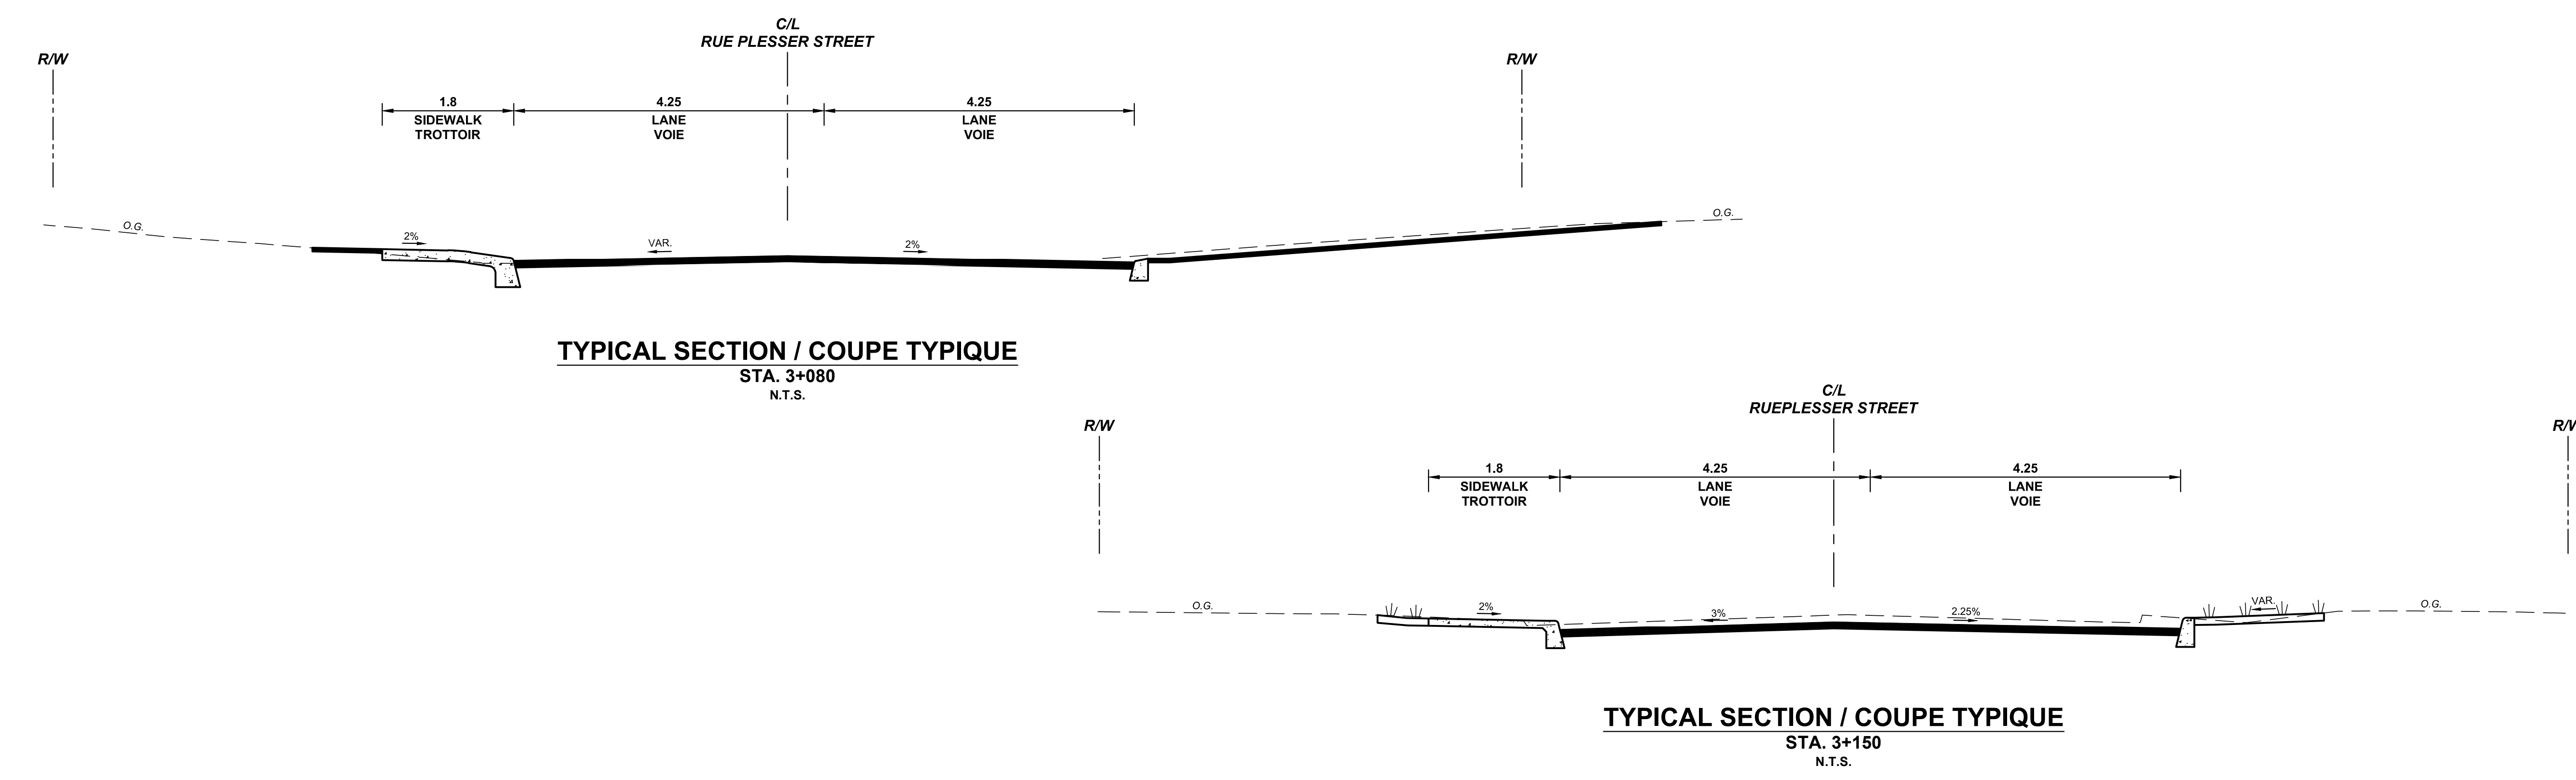 C/L
RUE PLESSER STREET
R/W
R/W
1.8
4.25
4.25
SIDEWALK
TROTTOIR
LANE
VOIE
LANE
VOIE
O.G.
O.G.
2%
VAR.
2%
TYPICAL SECTION / COUPE TYPIQUE
STA. 3+080
N.T.S.
C/L
RUEPLESSER STREET
R/W
R/W
1.8
4.25
4.25
SIDEWALK
TROTTOIR
LANE
VOIE
LANE
VOIE
O.G.
2%
3%
2.25%
VAR.
O.G.
TYPICAL SECTION / COUPE TYPIQUE
STA. 3+150
N.T.S.